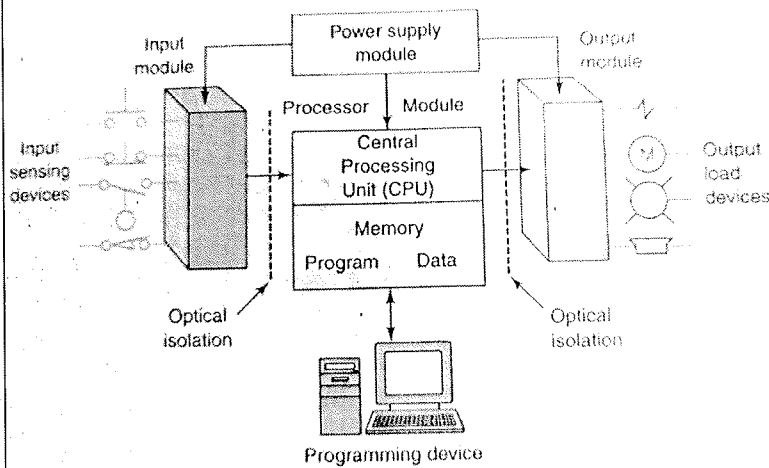 Power supply
module
Input
module
Output
module
Processor Module
Central
Processing
Unit (CPU)
Input
sensing
devices
M
Output
load
devices
Memory
Program Data
Optical
isolation
Optical
isolation
Programming device